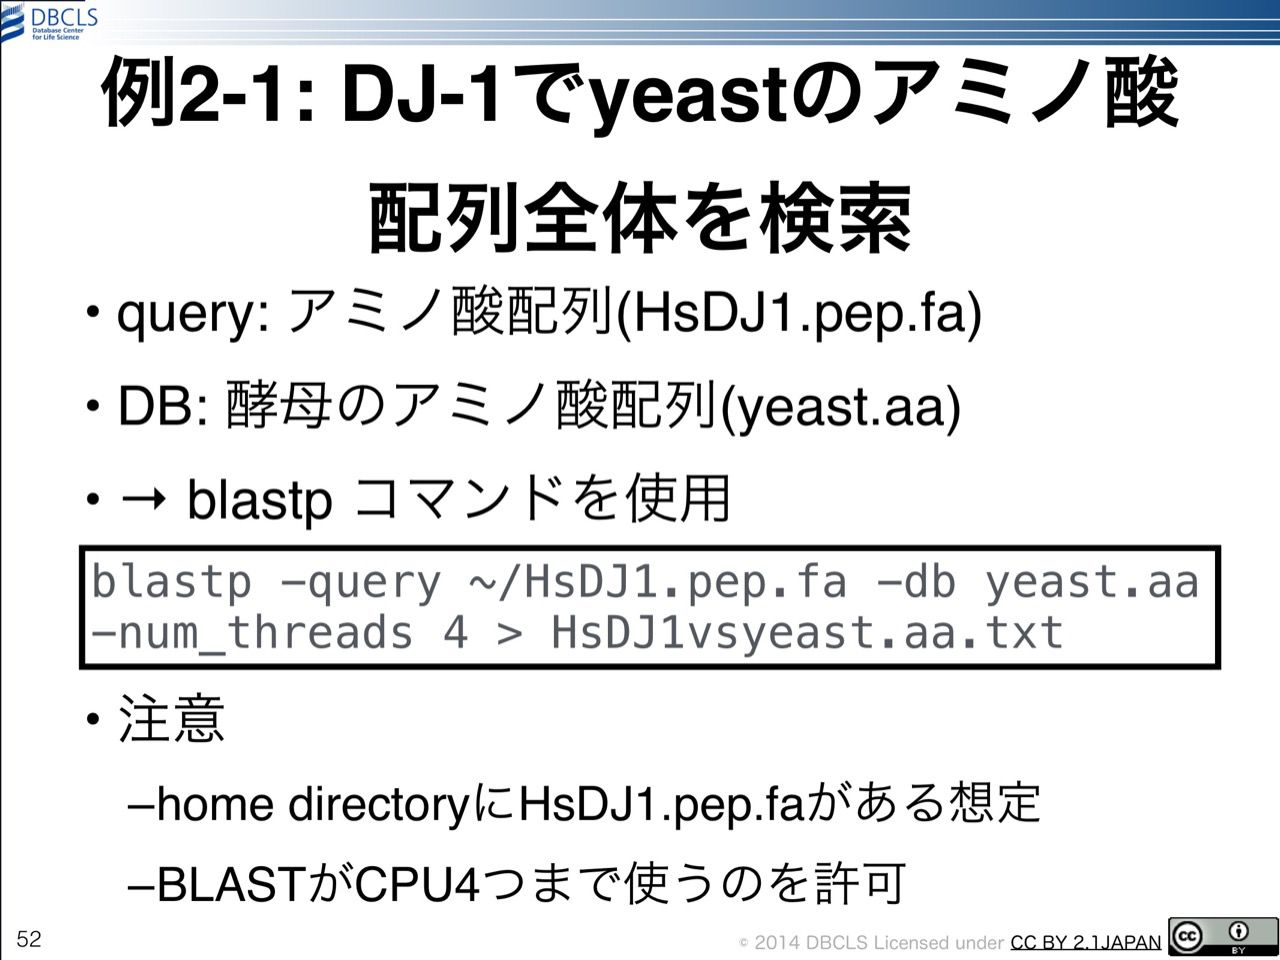 DBCLS
Database Center
for Life Science
例2-1: DJ-1でyeastのアミノ酸
配列全体を検索
• query: アミノ酸配列(HsDJ1.pep.fa)
• DB: 酵母のアミノ酸配列(yeast.aa)
• → blastp コマンドを使用
blastp -query ~/HsDJ1.pep.fa -db yeast.aa
-num_threads 4 > HsDJ1vsyeast.aa.txt
• 注意
–home directoryにHsDJ1.pep.faがある想定
–BLASTがCPU4つまで使うのを許可
52
© 2014 DBCLS Licensed under CC BY 2.1JAPAN
cc
BY